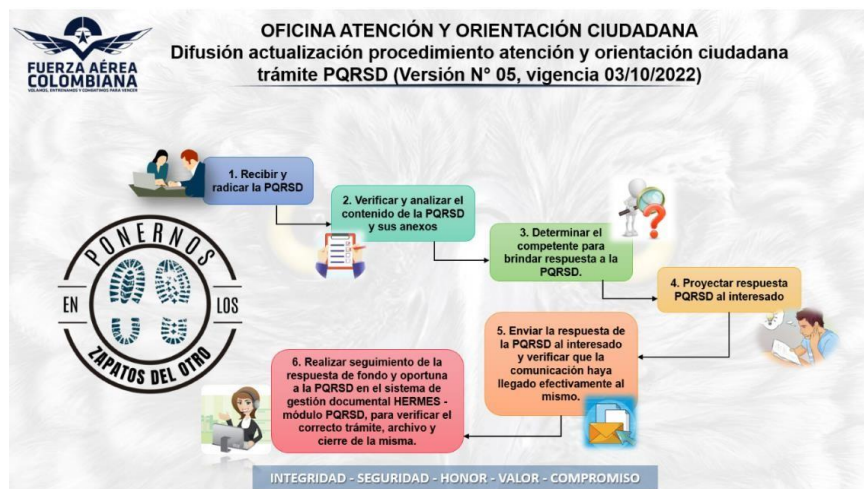 OFICINA ATENCIÓN Y ORIENTACIÓN CIUDADANA
Difusión actualización procedimiento atención y orientación ciudadana
trámite PQRSD (Versión N° 05, vigencia 03/10/2022)
FUERZA AÉREA
COLOMBIANA
VOLAMOS, ENTRENAMOS Y COMBATIMOS PARA VENCER
1. Recibir y
radicar la PQRSD
2. Verificar y analizar el
contenido de la PQRSD
y sus anexos
3. Determinar el
competente para
brindar respuesta a la
PQRSD.
4. Proyectar respuesta
PQRSD al interesado
5. Enviar la respuesta de
la PQRSD al interesado
y verificar que la
comunicación haya
llegado efectivamente al
mismo.
6. Realizar seguimiento de la
respuesta de fondo y oportuna
a la PQRSD en el sistema de
gestión documental HERMES -
módulo PQRSD, para verificar el
correcto trámite, archivo y
cierre de la misma.
PONERNOS
EN LOS
ZAPATOS DEL OTRO
INTEGRIDAD - SEGURIDAD - HONOR - VALOR - COMPROMISO